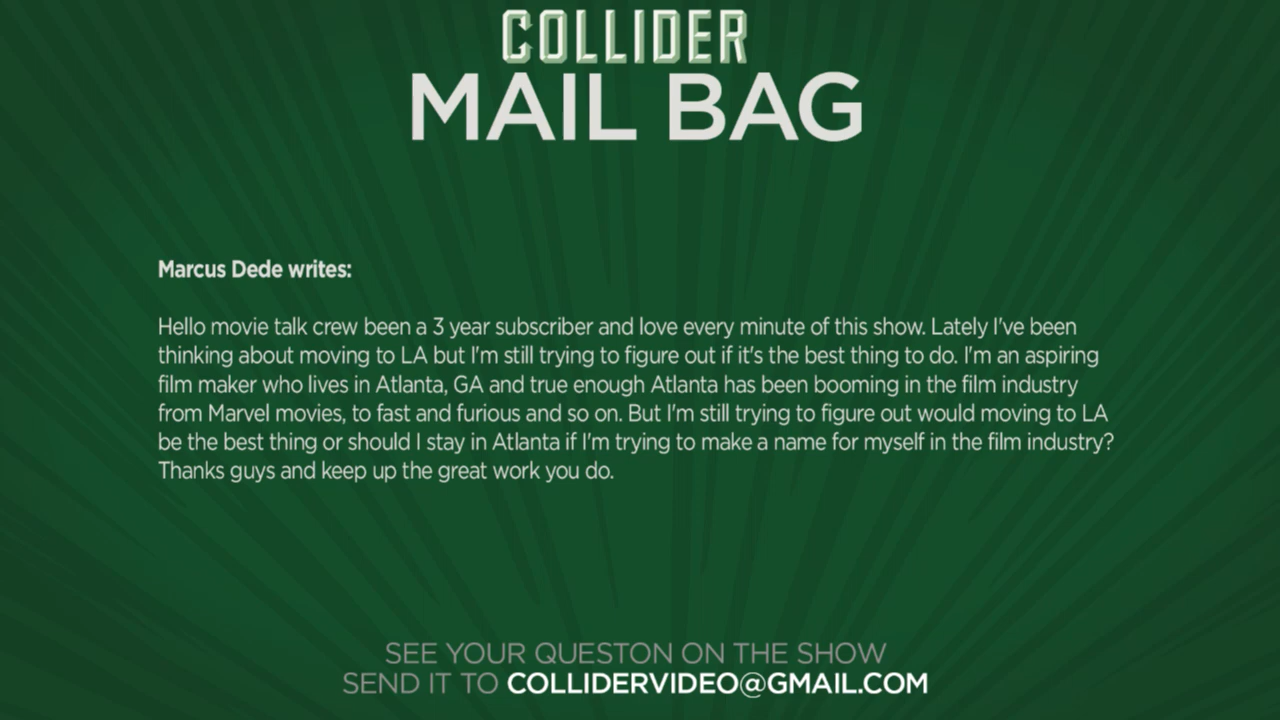 COLLIDER
MAIL BAG
Marcus Dede writes:
Hello movie talk crew been a 3 year subscriber and love every minute of this show. Lately I've been
thinking about moving to LA but I'm still trying to figure out if it's the best thing to do. I'm an aspiring
film maker who lives in Atlanta, GA and true enough Atlanta has been booming in the film industry
from Marvel movies, to fast and furious and so on. But I'm still trying to figure out would moving to LA
be the best thing or should I stay in Atlanta if I'm trying to make a name for myself in the film industry?
Thanks guys and keep up the great work you do.
SEE YOUR QUESTON ON THE SHOW
SEND IT TO COLLIDERVIDEO@GMAIL.COM